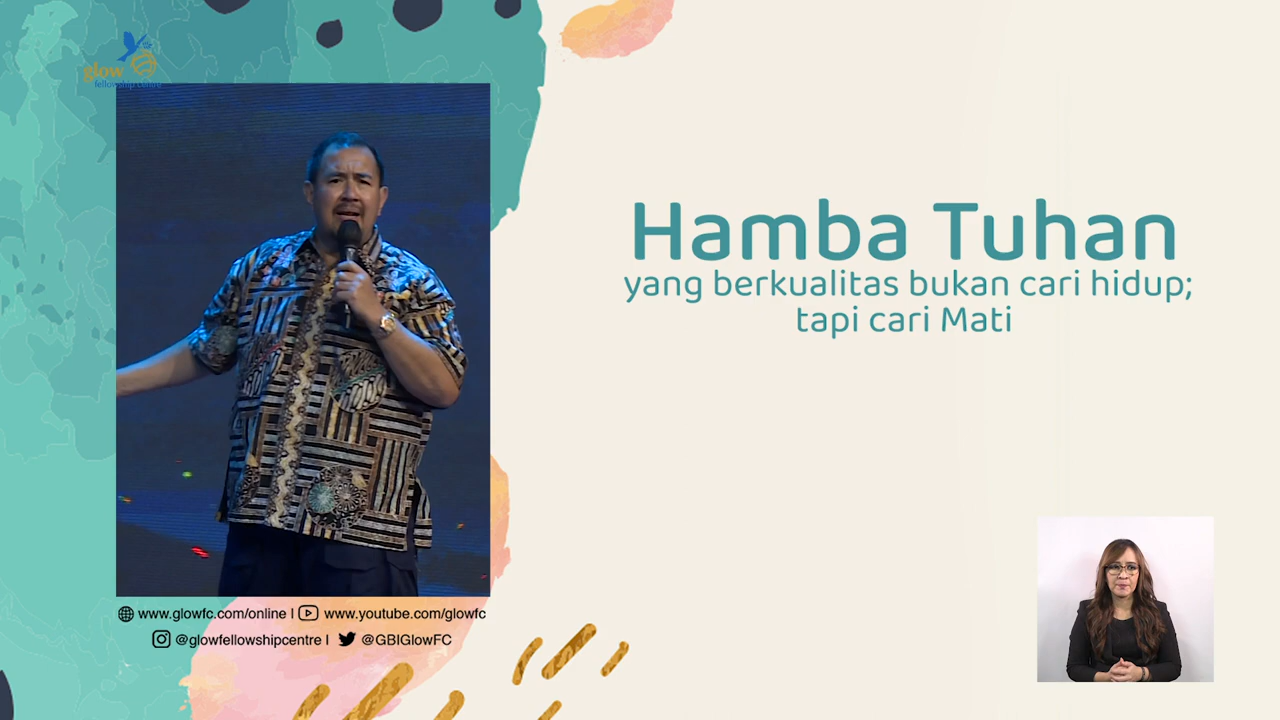 glow
fellowship centre
Hamba Tuhan
yang berkualitas bukan cari hidup;
tapi cari Mati
www.glowfc.com/online I www.youtube.com/glowfc
@glowfellowshipcentre I @GBIGlowFC